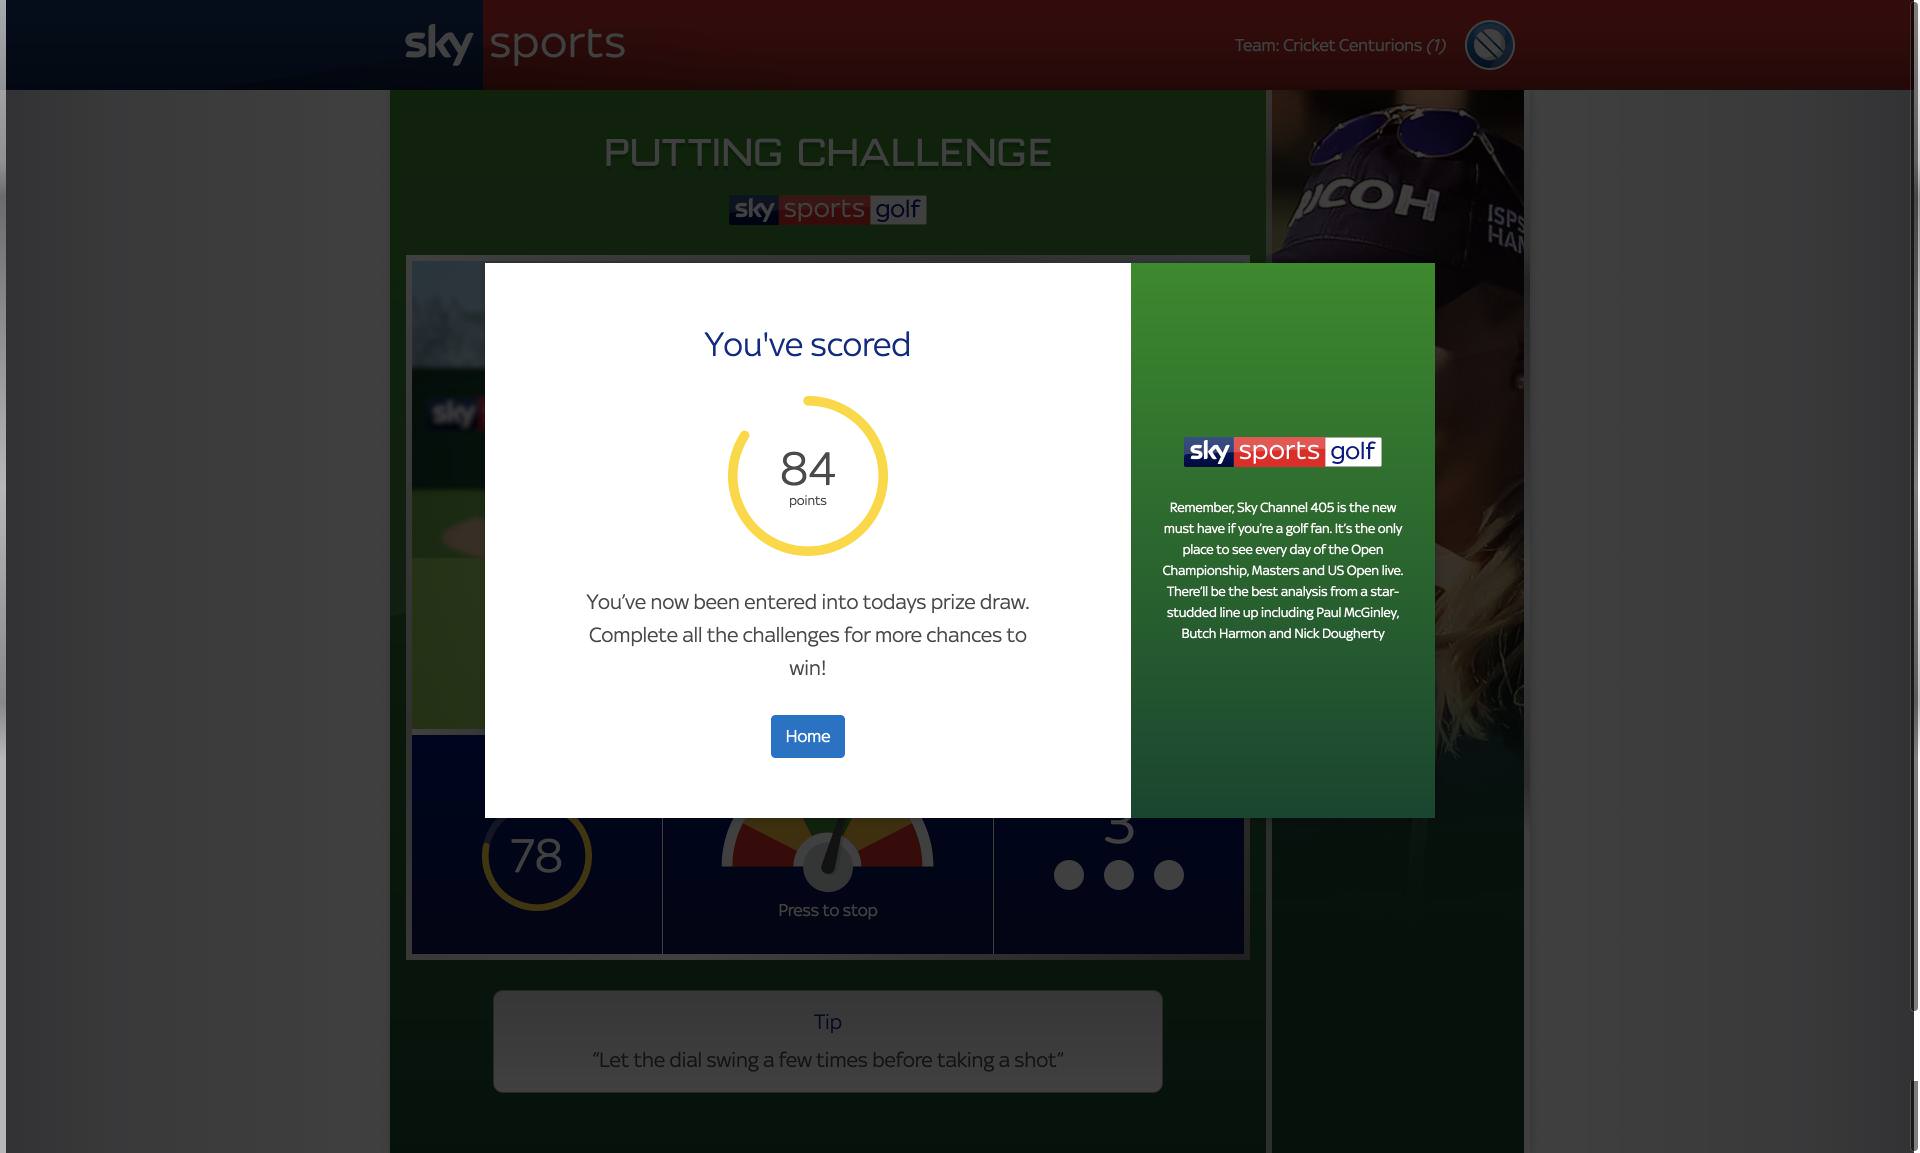 sky sports
Team: Cricket Centurions (1)
PUTTING CHALLENGE
sky sports golf
ICOH
ISPS
HAN
sky
You've scored
84
points
You've now been entered into todays prize draw.
Complete all the challenges for more chances to
win!
Home
sky sports golf
Remember, Sky Channel 405 is the new
must have if you're a golf fan. It's the only
place to see every day of the Open
Championship, Masters and US Open live.
There'll be the best analysis from a star-
studded line up including Paul McGinley,
Butch Harmon and Nick Dougherty
78
Press to stop
3
Tip
“Let the dial swing a few times before taking a shot”